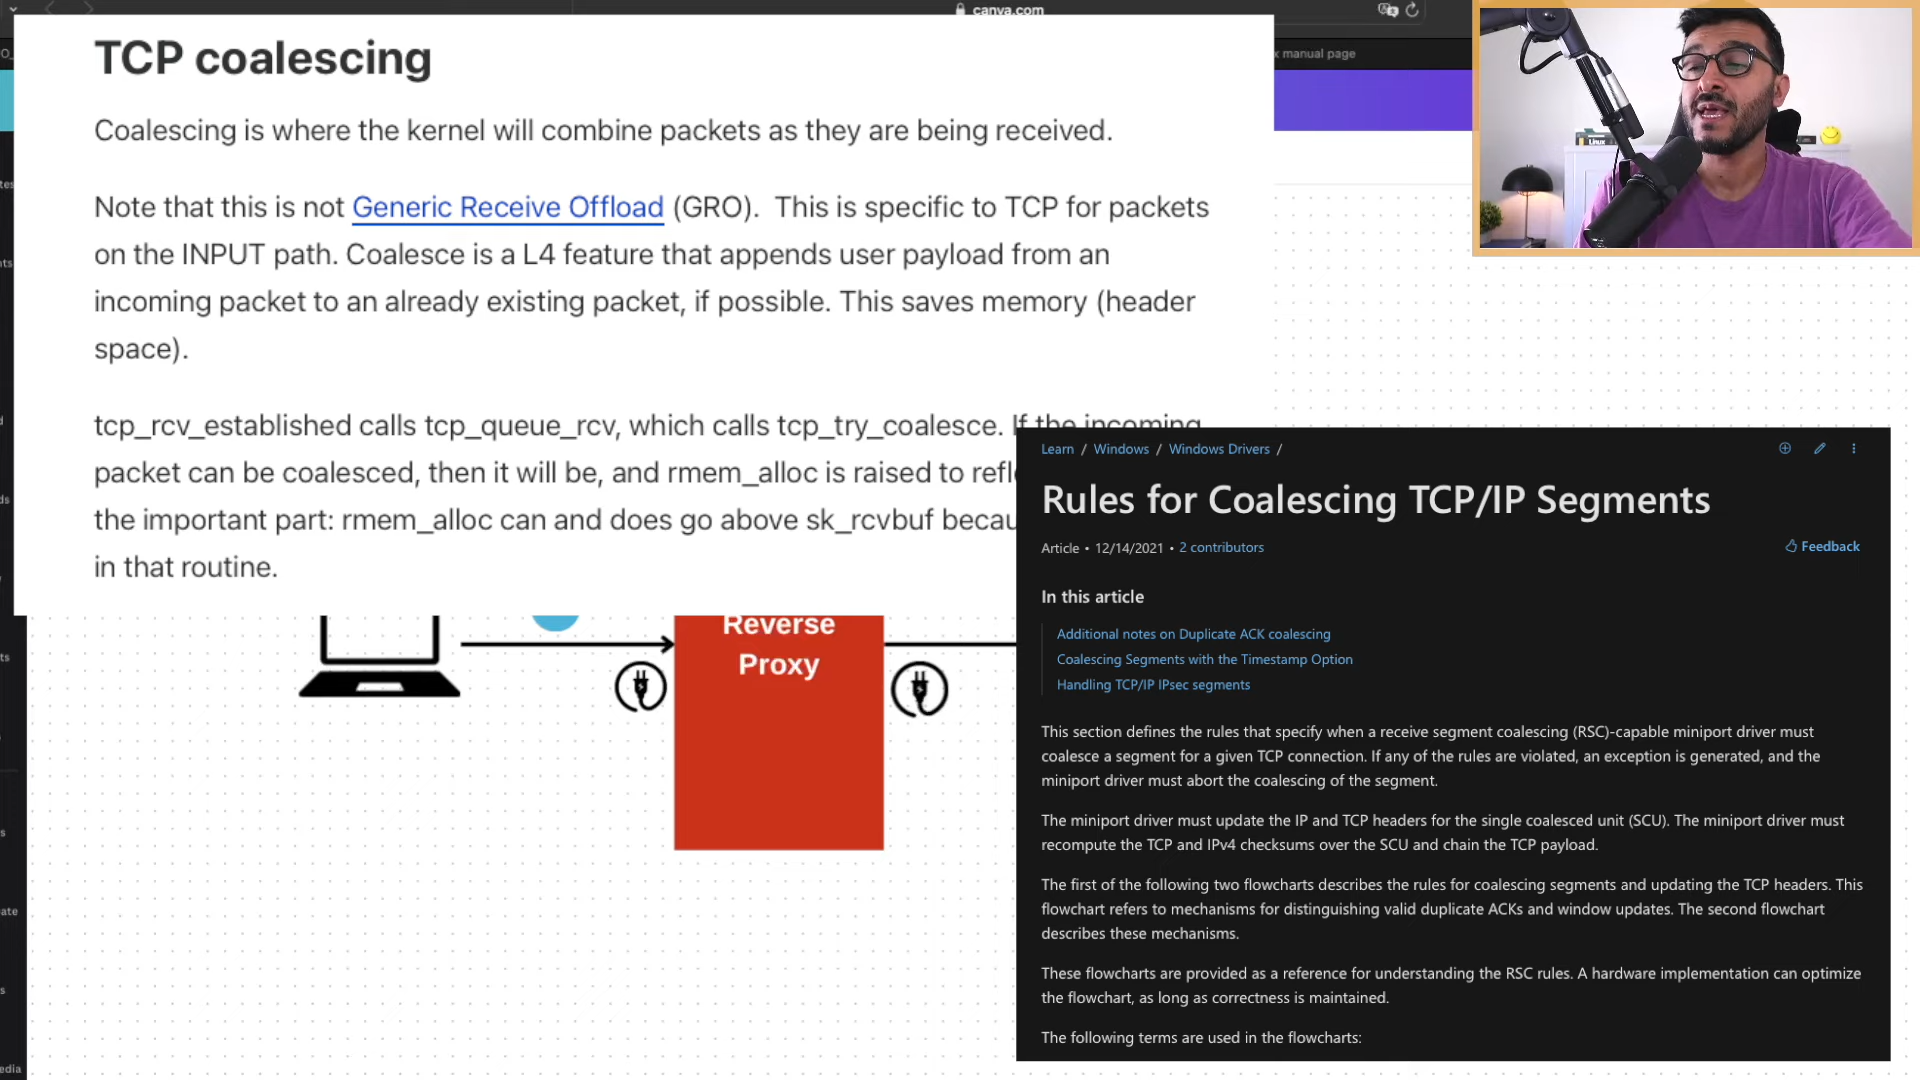 canva.com
x manual page
TCP coalescing
Coalescing is where the kernel will combine packets as they are being received.
Note that this is not Generic Receive Offload (GRO). This is specific to TCP for packets
on the INPUT path. Coalesce is a L4 feature that appends user payload from an
incoming packet to an already existing packet, if possible. This saves memory (header
space).
tcp_rcv_established calls tcp_queue_rcv, which calls tcp_try_coalesce. If the incoming
packet can be coalesced, then it will be, and rmem_alloc is raised to refl
the important part: rmem_alloc can and does go above sk_rcvbuf becau
in that routine.
Reverse
Proxy
Linux
Learn / Windows / Windows Drivers /
Rules for Coalescing TCP/IP Segments
Article • 12/14/2021 • 2 contributors
Feedback
In this article
Additional notes on Duplicate ACK coalescing
Coalescing Segments with the Timestamp Option
Handling TCP/IP IPsec segments
This section defines the rules that specify when a receive segment coalescing (RSC)-capable miniport driver must
coalesce a segment for a given TCP connection. If any of the rules are violated, an exception is generated, and the
miniport driver must abort the coalescing of the segment.
The miniport driver must update the IP and TCP headers for the single coalesced unit (SCU). The miniport driver must
recompute the TCP and IPv4 checksums over the SCU and chain the TCP payload.
The first of the following two flowcharts describes the rules for coalescing segments and updating the TCP headers. This
flowchart refers to mechanisms for distinguishing valid duplicate ACKs and window updates. The second flowchart
describes these mechanisms.
These flowcharts are provided as a reference for understanding the RSC rules. A hardware implementation can optimize
the flowchart, as long as correctness is maintained.
The following terms are used in the flowcharts: